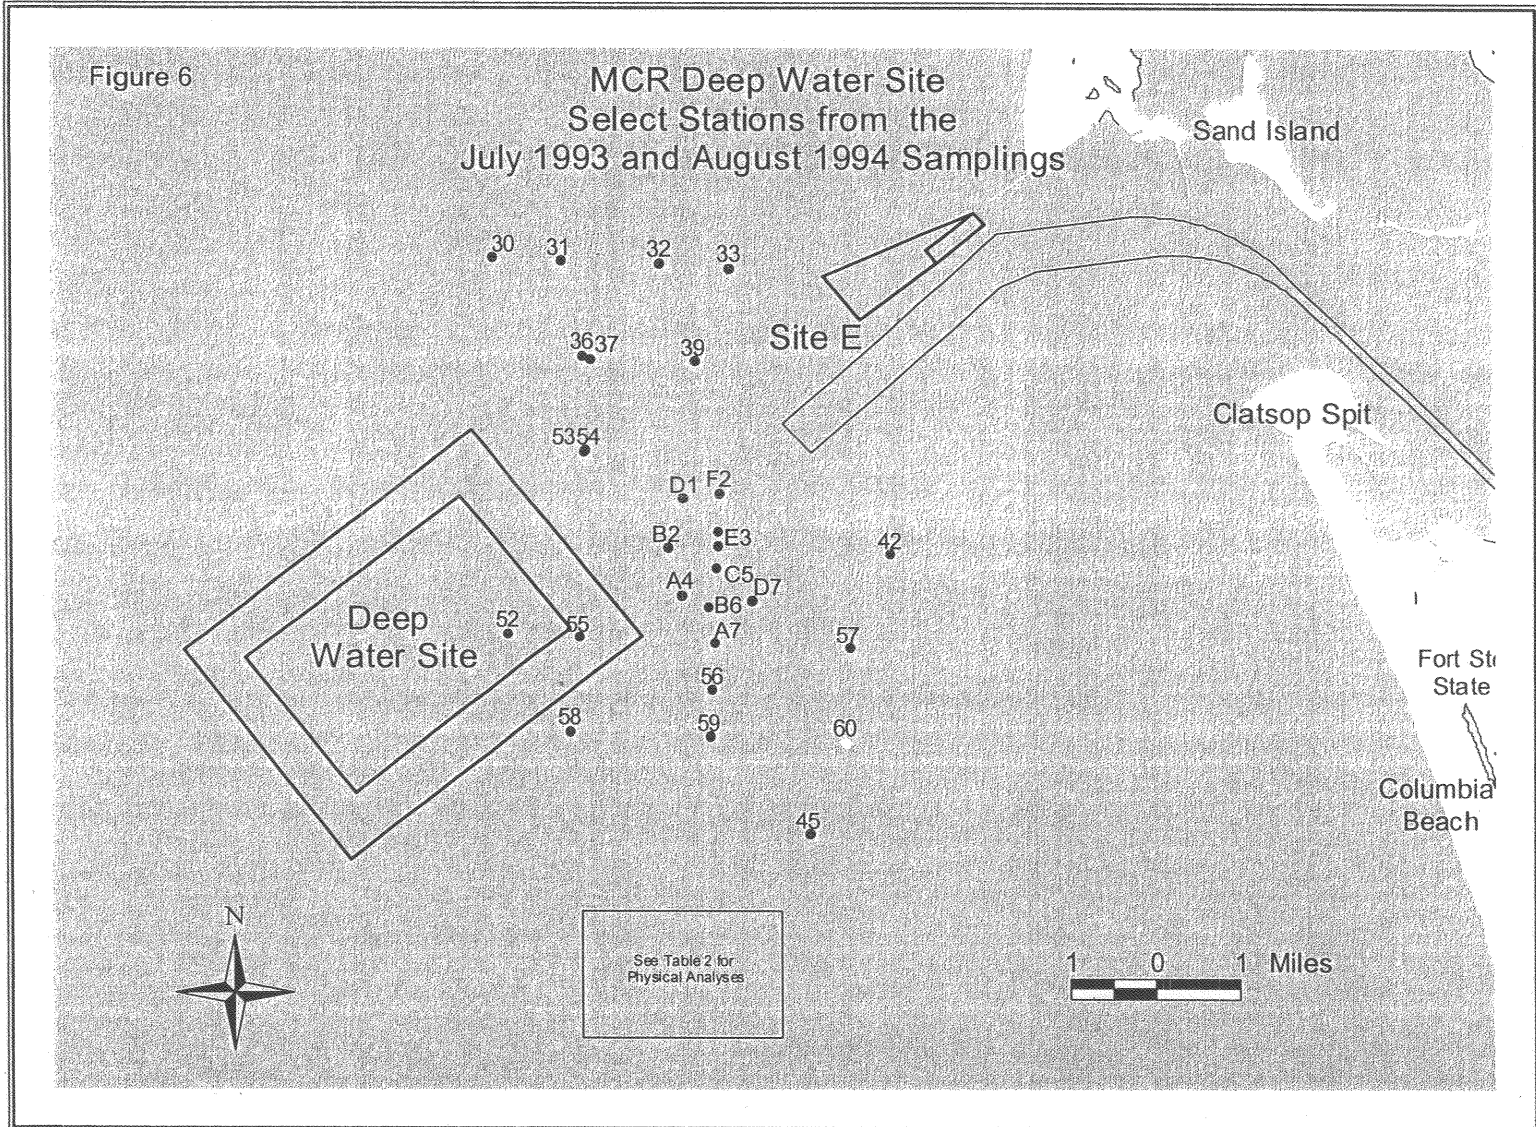 Figure 6
MCR Deep Water Site
Select Stations from the
July 1993 and August 1994 Samplings
Sand Island
30
31
32
33
Site E
36
37
39
Clatsop Spit
5354
D1
F2
B2
E3
42
C5
A4
D7
B6
Deep
Water Site
52
55
A7
57
Fort Ste
State
56
58
59
60
Columbia
Beach
45
N
See Table 2 for
Physical Analyses
1 0 1 Miles